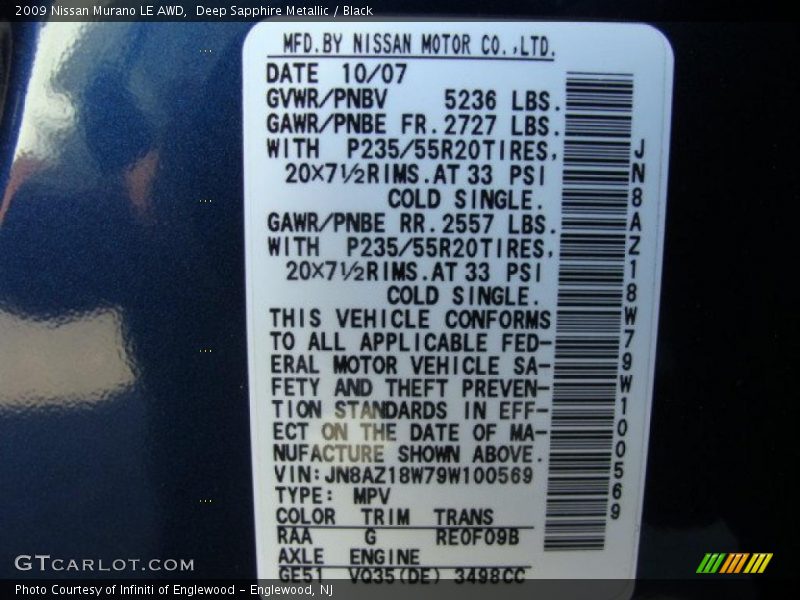 2009 Nissan Murano LE AWD, Deep Sapphire Metallic / Black
MFD.BY NISSAN MOTOR CO.,LTD.
DATE 10/07
GVWR/PNBV 5236 LBS.
GAWR/PNBE FR.2727 LBS.
WITH P235/55R20TIRES,
20×7½RIMS.AT 33 PSI
COLD SINGLE.
GAWR/PNBE RR.2557 LBS.
WITH P235/55R20TIRES,
20×7½RIMS.AT 33 PSI
COLD SINGLE.
THIS VEHICLE CONFORMS
TO ALL APPLICABLE FED-
ERAL MOTOR VEHICLE SA-
FETY AND THEFT PREVEN-
TION STANDARDS IN EFF-
ECT ON THE DATE OF MA-
NUFACTURE SHOWN ABOVE.
VIN:JN8AZ18W79W100569
TYPE: MPV
COLOR TRIM TRANS
RAA G RE0F09B
AXLE ENGINE
GE51 VQ35(DE) 3498CC
JN8AZ18W79W100569
GTCARLOT.COM
Photo Courtesy of Infiniti of Englewood – Englewood, NJ